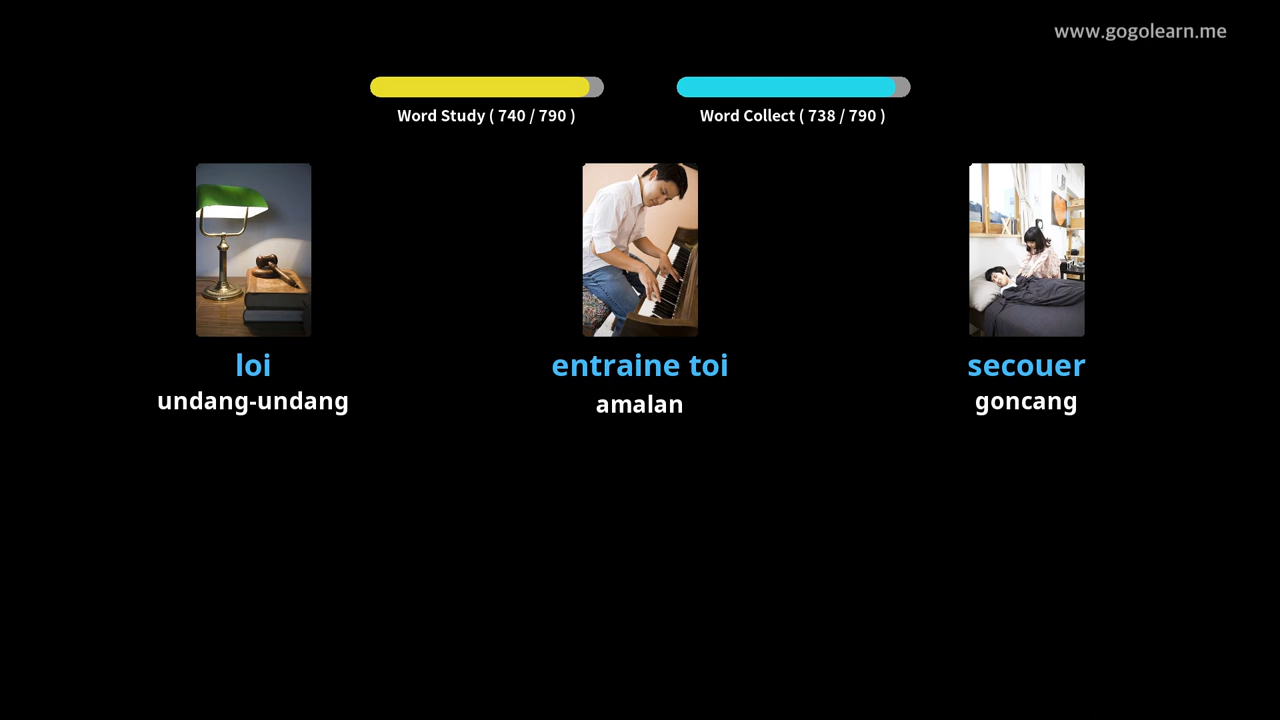 www.gogolearn.me
Word Study ( 740 / 790 )
Word Collect ( 738 / 790 )
loi
undang-undang
entraine toi
amalan
secouer
goncang